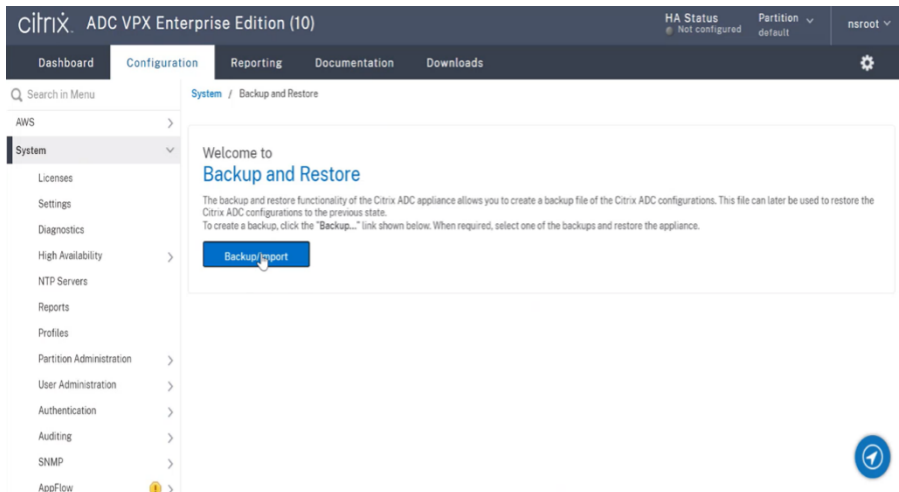 citrix. ADC VPX Enterprise Edition (10)
HA Status
Not configured
Partition
default
nsroot
Dashboard Configuration Reporting Documentation Downloads
Search in Menu
System / Backup and Restore
AWS
System
Licenses
Settings
Diagnostics
High Availability
NTP Servers
Reports
Profiles
Partition Administration
User Administration
Authentication
Auditing
SNMP
AppFlow
Welcome to
Backup and Restore
The backup and restore functionality of the Citrix ADC appliance allows you to create a backup file of the Citrix ADC configurations. This file can later be used to restore the
Citrix ADC configurations to the previous state.
To create a backup, click the "Backup..." link shown below. When required, select one of the backups and restore the appliance.
Backup/Import